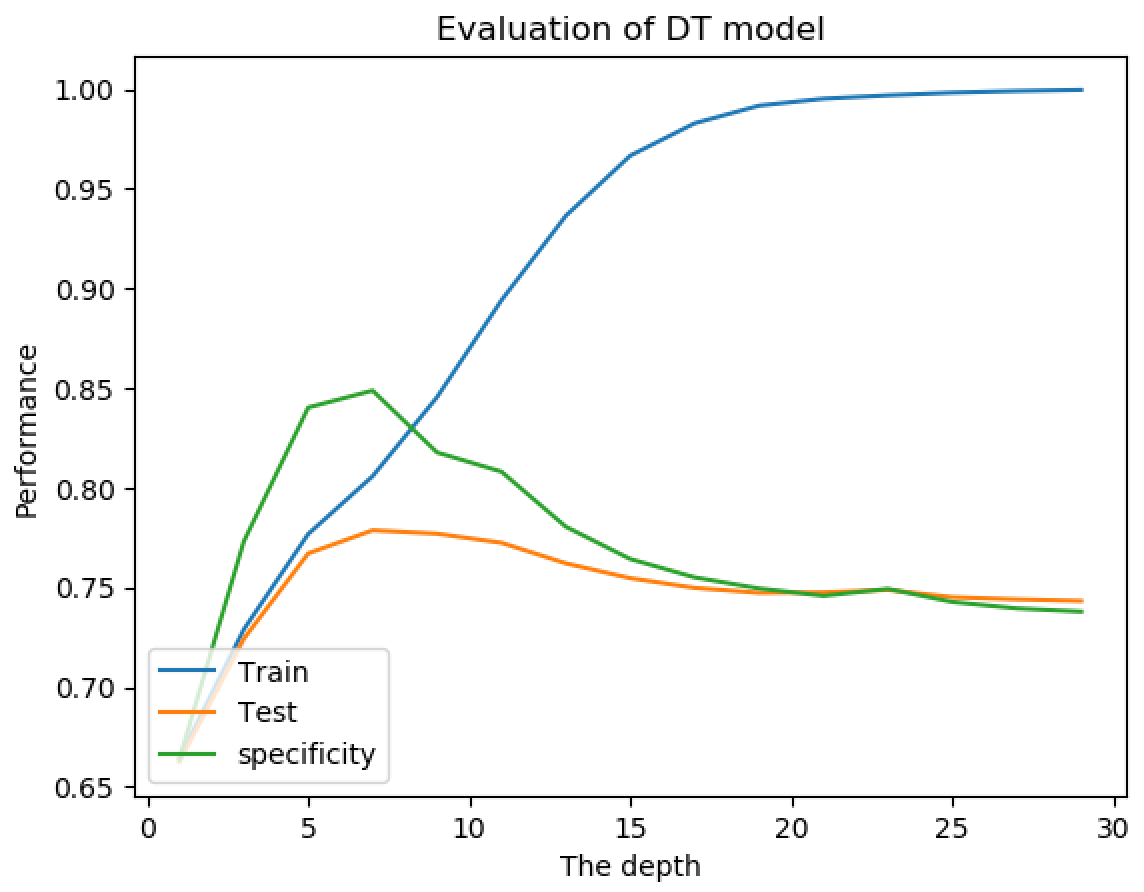 Evaluation of DT model
1.00
0.95
0.90
0.85
0.80
0.75
0.70
0.65
Performance
Train
Test
specificity
0 5 10 15 20 25 30
The depth